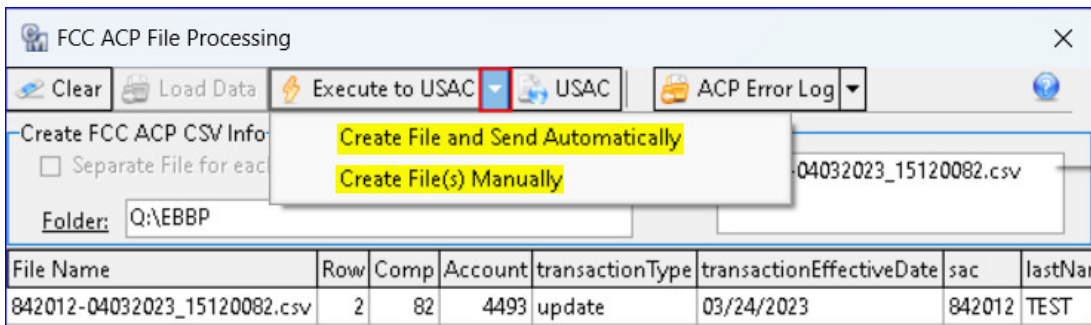 FCC ACP File Processing
Clear Load Data Execute to USAC USAC ACP Error Log
Create FCC ACP CSV Info
Create File and Send Automatically
Separate File for each
Create File(s) Manually
-04032023_15120082.csv
Folder: Q:\EBBP
File Name Row Comp Account transactionType transactionEffectiveDate sac lastNa
842012-04032023_15120082.csv 2 82 4493 update 03/24/2023 842012 TEST